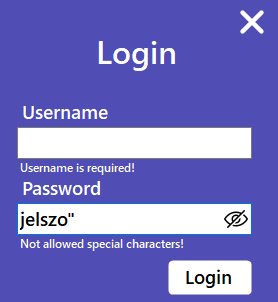 Login
Username
Username is required!
Password
jelszo"
Not allowed special characters!
Login